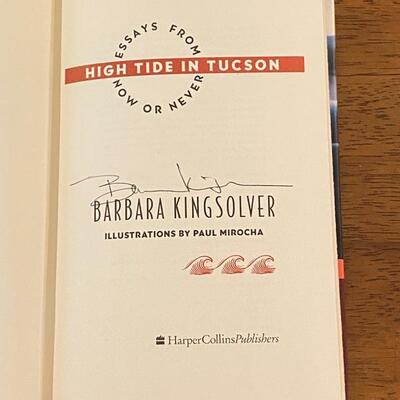 ESSAYS FROM
HIGH TIDE IN TUCSON
NOW OR NEVER
BARBARA KINGSOLVER
ILLUSTRATIONS BY PAUL MIROCHA
HarperCollinsPublishers